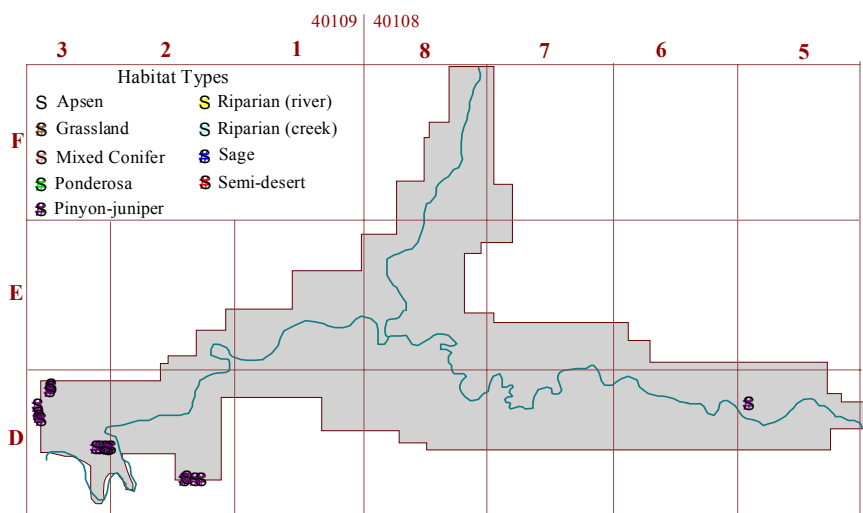 40109 40108
3 2 1 8 7 6 5
Habitat Types
S Apsen
S Grassland
S Mixed Conifer
S Ponderosa
S Pinyon-juniper
S Riparian (river)
S Riparian (creek)
S Sage
S Semi-desert
F
E
D